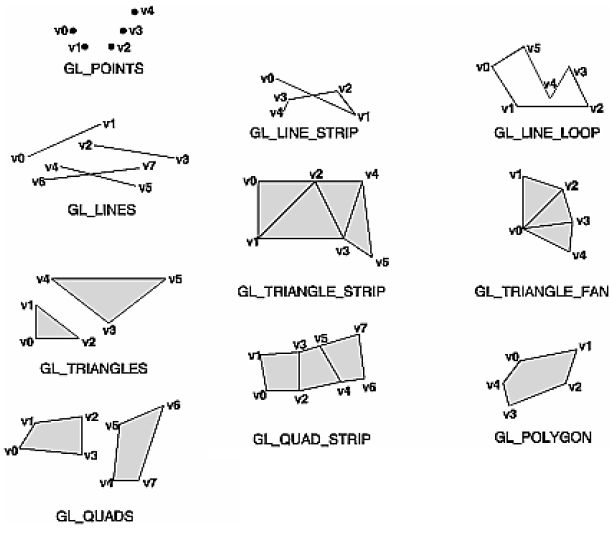 v4
v0 v3
v1 v2
GL_POINTS
v0
v2
v3
v4 v1
GL_LINE_STRIP
v5
v0 v3
v4
v1 v2
GL_LINE_LOOP
v1
v2
v0 v3
v4 v7
v6 v5
GL_LINES
v0 v2 v4
v1 v3
v5
GL_TRIANGLE_STRIP
v1
v2
v3
v0
v4
GL_TRIANGLE_FAN
v4 v5
v1
v3
v0 v2
GL_TRIANGLES
v7
v5
v3
v1
v6
v4
v0 v2
GL_QUAD_STRIP
v1
v0
v4 v2
v3
GL_POLYGON
v6
v2
v1 v5
v0 v3
v4 v7
GL_QUADS